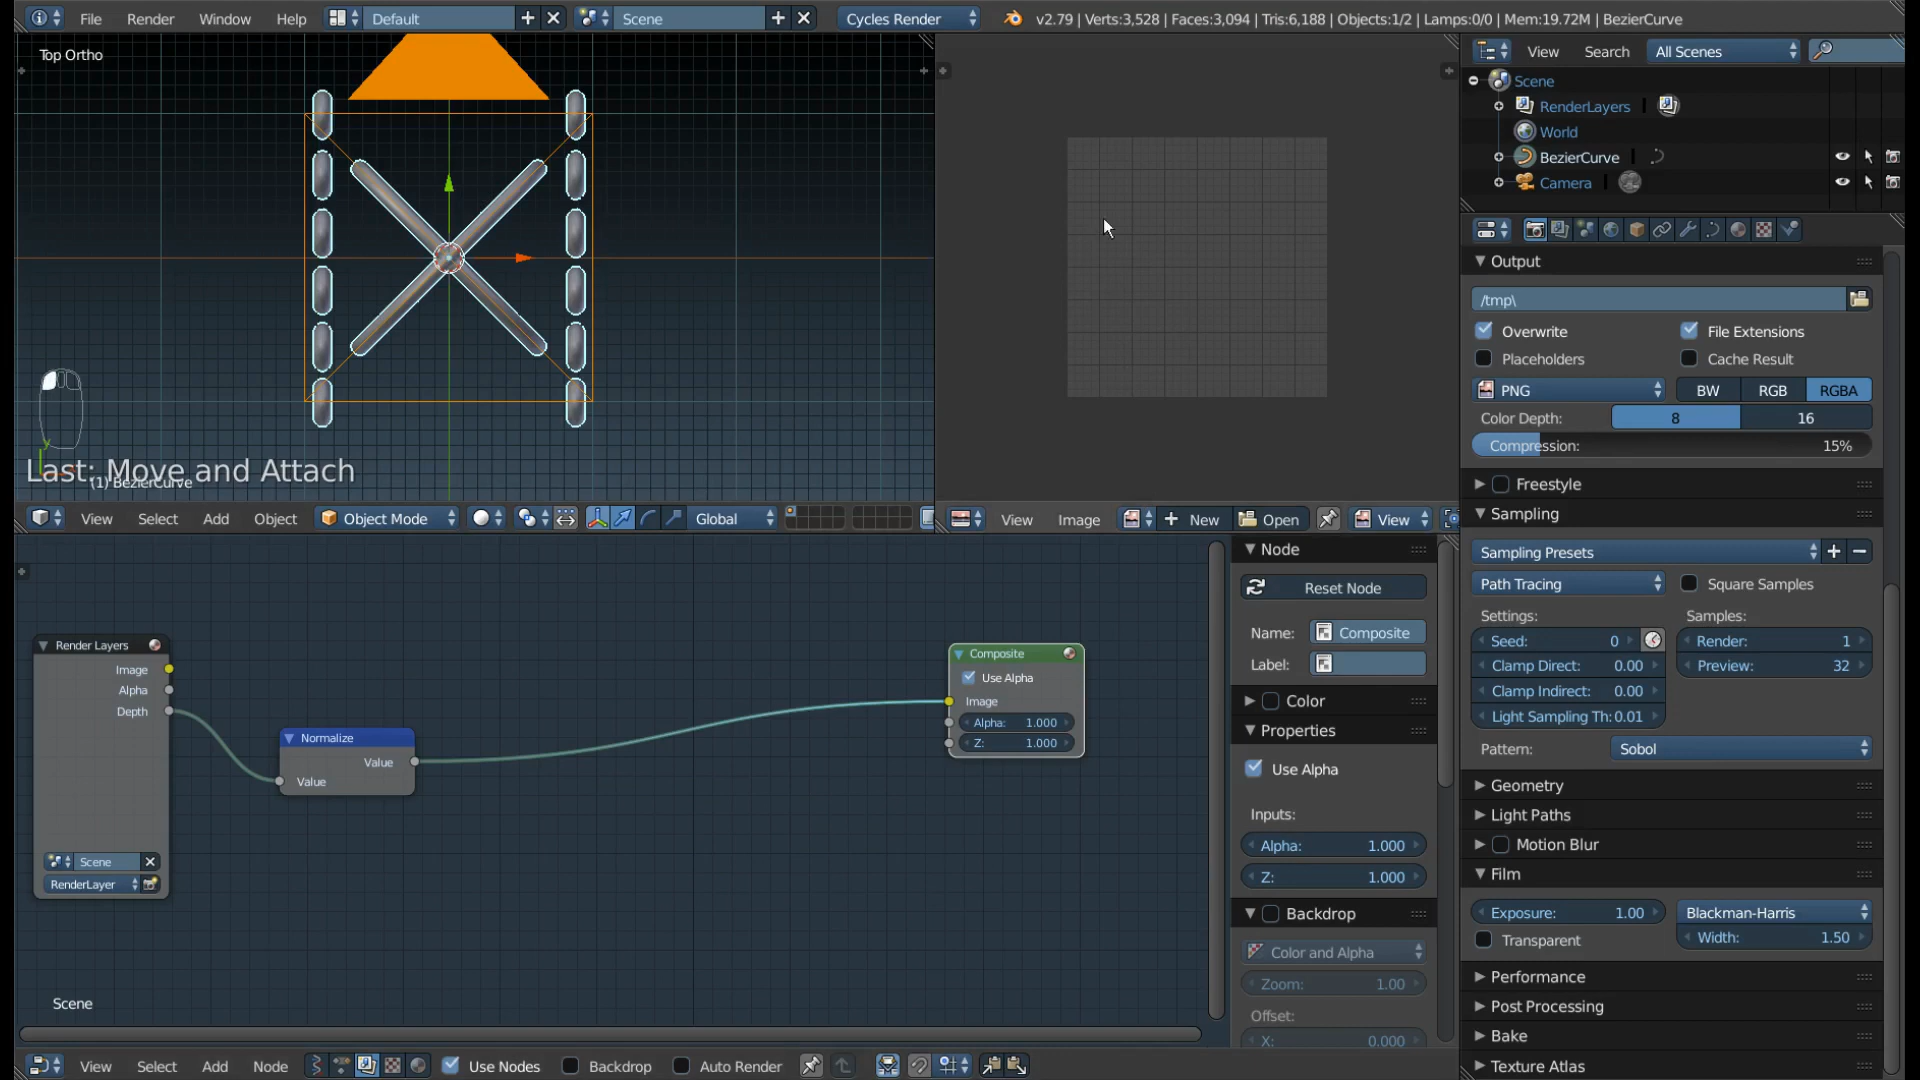 File Render Window Help Default Scene Cycles Render v2.79 | Verts:3,528 | Faces:3,094 | Tris:6,188 | Objects:1/2 | Lamps:0/0 | Mem:19.72M | BezierCurve
Top Ortho
Last: Move and Attach
(1) BezierCurve
View Select Add Object Object Mode Global
View Image New Open View
View Search All Scenes
Scene
RenderLayers
World
BezierCurve
Camera
Output
/tmp\
Overwrite File Extensions
Placeholders Cache Result
PNG BW RGB RGBA
Color Depth: 8 16
Compression: 15%
Freestyle
Sampling
Sampling Presets
Path Tracing Square Samples
Settings: Samples:
Seed: 0 Render: 1
Clamp Direct: 0.00 Preview: 32
Clamp Indirect: 0.00
Light Sampling Th: 0.01
Pattern: Sobol
Geometry
Light Paths
Motion Blur
Film
Exposure: 1.00 Blackman-Harris
Transparent Width: 1.50
Performance
Post Processing
Bake
Texture Atlas
Render Layers
Image
Alpha
Depth
Scene
RenderLayer
Normalize
Value
Value
Composite
Use Alpha
Image
Alpha: 1.000
Z: 1.000
Node
Reset Node
Name: Composite
Label:
Color
Properties
Use Alpha
Inputs:
Alpha: 1.000
Z: 1.000
Backdrop
Color and Alpha
Zoom: 1.00
Offset:
X: 0.000
Scene
View Select Add Node Use Nodes Backdrop Auto Render